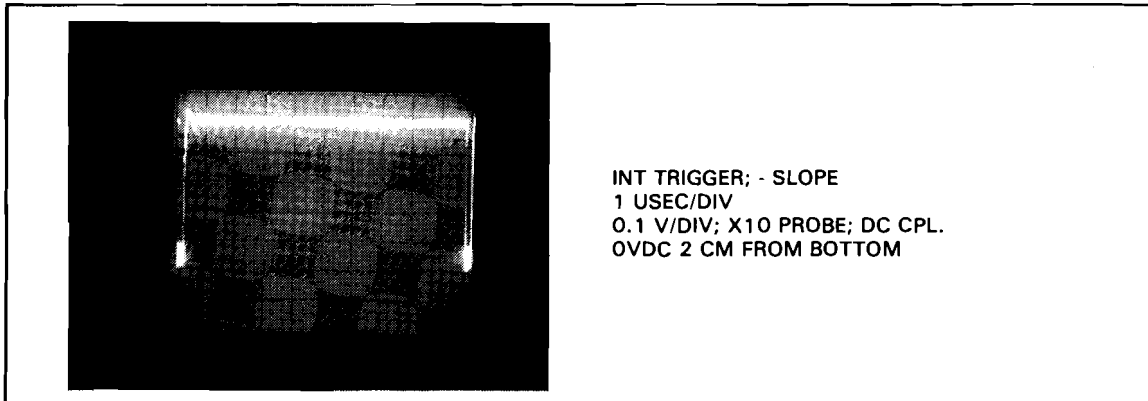 INT TRIGGER; - SLOPE
1 USEC/DIV
0.1 V/DIV; X10 PROBE; DC CPL.
0VDC 2 CM FROM BOTTOM